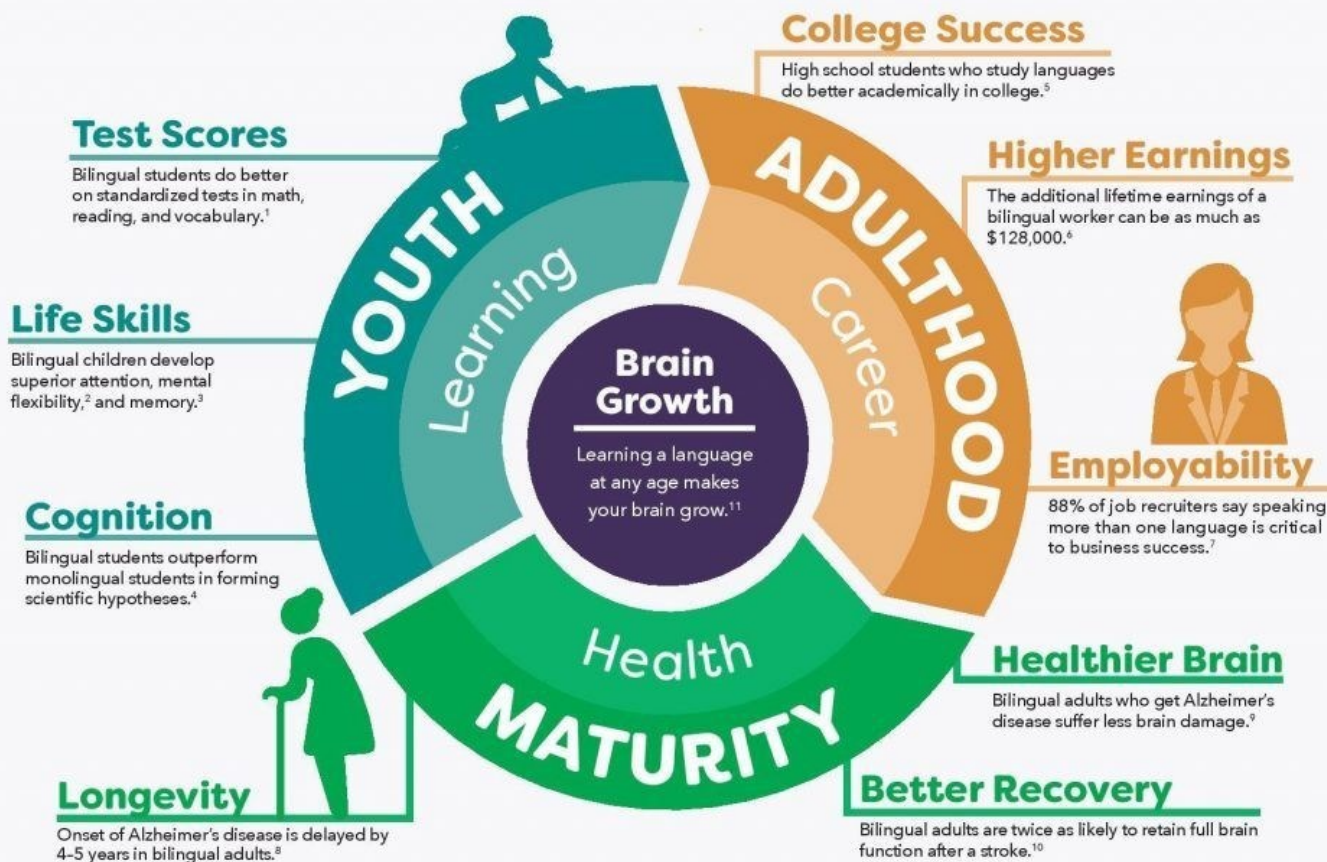 Test Scores
Bilingual students do better
on standardized tests in math,
reading, and vocabulary.¹
Life Skills
Bilingual children develop
superior attention, mental
flexibility,² and memory.³
Cognition
Bilingual students outperform
monolingual students in forming
scientific hypotheses.⁴
YOUTH
Learning
College Success
High school students who study languages
do better academically in college.⁵
Higher Earnings
The additional lifetime earnings of a
bilingual worker can be as much as
$128,000.⁶
Employability
88% of job recruiters say speaking
more than one language is critical
to business success.⁷
ADULTHOOD
Career
Brain
Growth
Learning a language
at any age makes
your brain grow.¹¹
Health
MATURITY
Longevity
Onset of Alzheimer's disease is delayed by
4–5 years in bilingual adults.⁸
Healthier Brain
Bilingual adults who get Alzheimer's
disease suffer less brain damage.⁹
Better Recovery
Bilingual adults are twice as likely to retain full brain
function after a stroke.¹⁰